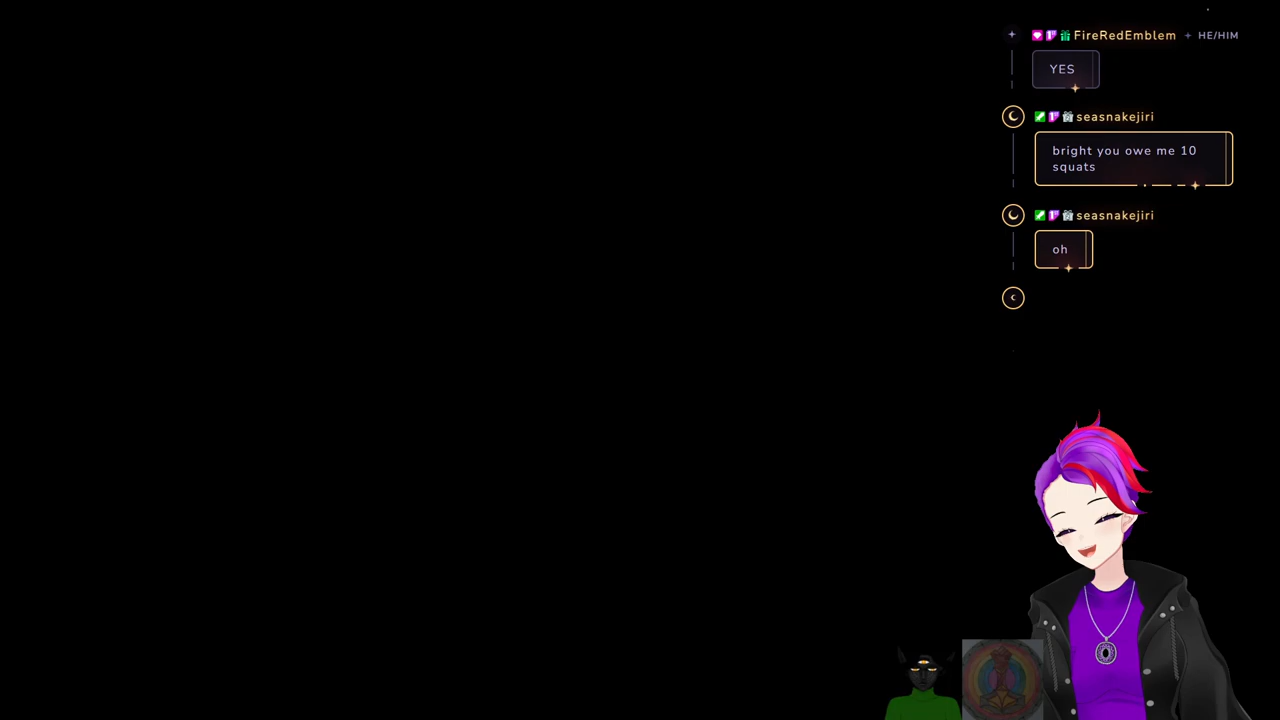 FireRedEmblem HE/HIM
YES
seasnakejiri
bright you owe me 10
squats
seasnakejiri
oh